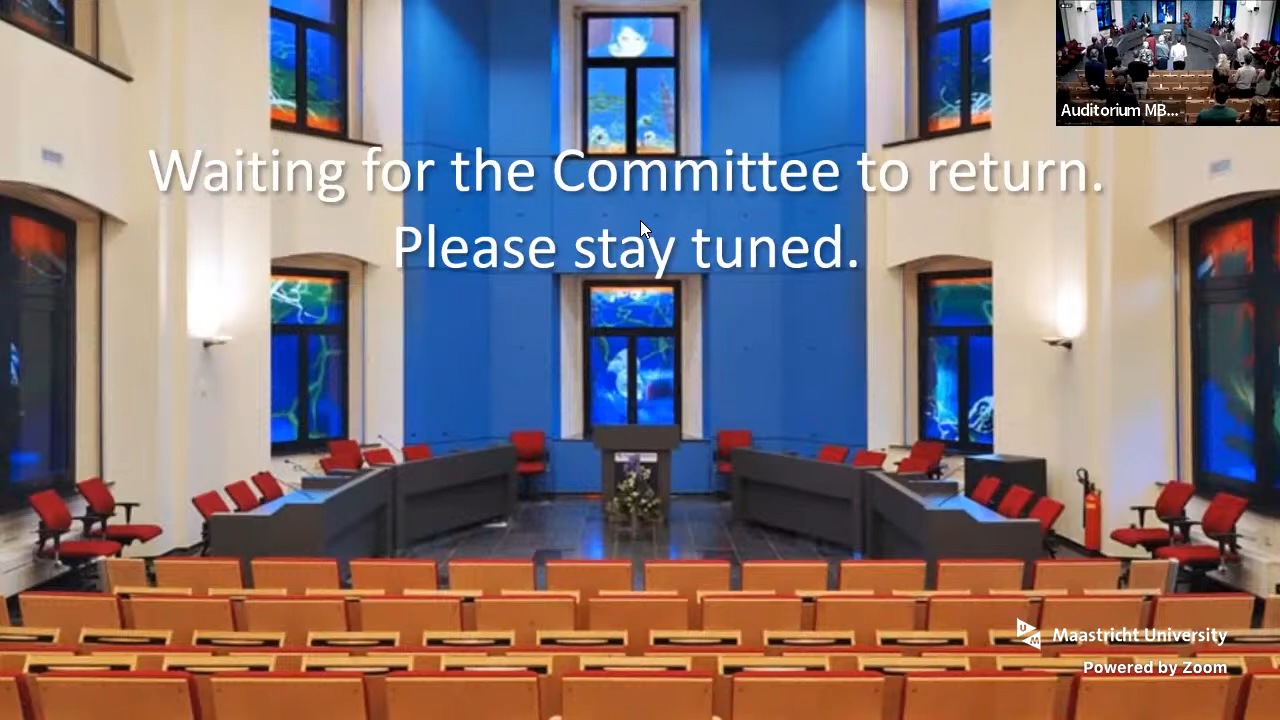 Auditorium MB...
Waiting for the Committee to return.
Please stay tuned.
Maastricht University
Powered by Zoom